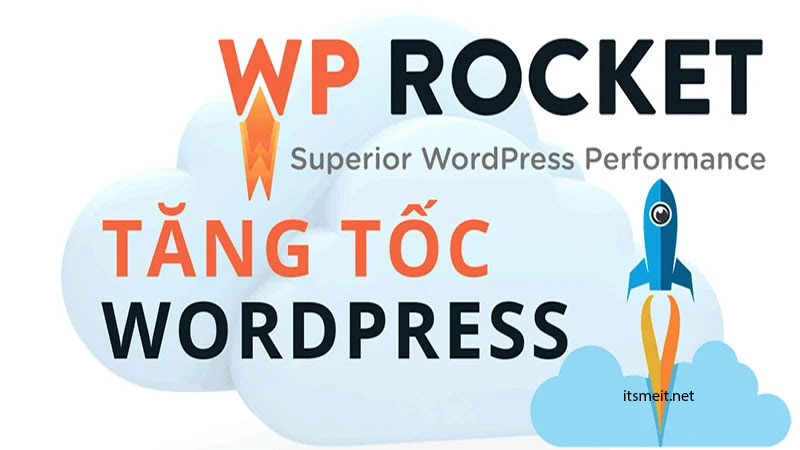 WP ROCKET
Superior WordPress Performance
TĂNG TỐC
WORDPRESS
itsmeit.net